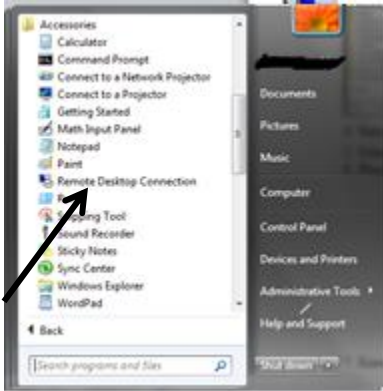 Accessories
Calculator
Command Prompt
Connect to a Network Projector
Connect to a Projector
Getting Started
Math Input Panel
Notepad
Paint
Remote Desktop Connection
Snipping Tool
Sound Recorder
Sticky Notes
Sync Center
Windows Explorer
WordPad
Back
Search programs and files
Documents
Pictures
Music
Computer
Control Panel
Devices and Printers
Administrative Tools
Help and Support
Shut down